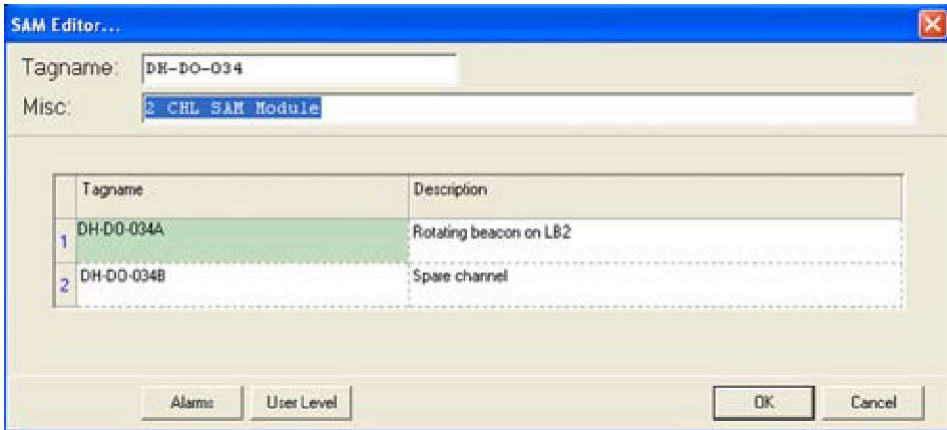 SAM Editor...
Tagname: DH-DO-034
Misc: 2 CHL SAM Module
Tagname Description
1 DH-DO-034A Rotating beacon on LB2
2 DH-DO-034B Spare channel
Alarms User Level OK Cancel